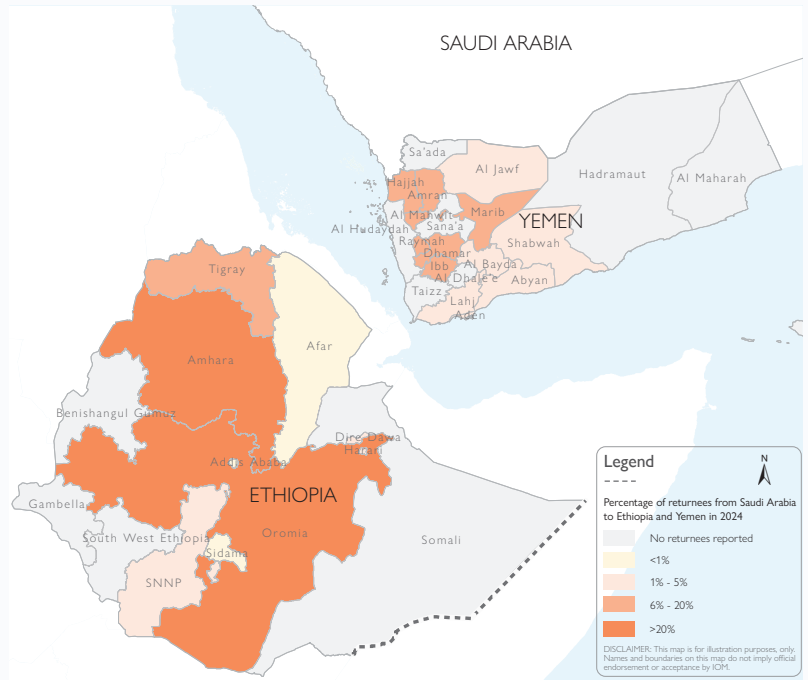 SAUDI ARABIA
Sa'ada
Al Jawf
Hadramaut
Al Maharah
Hajjah
Amran
Marib
Al Mahwit
YEMEN
Sana'a
Al Hudaydah
Raymah
Shabwah
Dhamar
Ibb
Al Bayda
Al Dhale'e
Abyan
Taizz
Lahj
Aden
Tigray
Afar
Amhara
Benishangul Gumuz
Dire Dawa
Harari
Addis Ababa
ETHIOPIA
Gambella
Oromia
South West Ethiopia
Somali
Sidama
SNNP
Legend
N
Percentage of returnees from Saudi Arabia
to Ethiopia and Yemen in 2024
No returnees reported
<1%
1% - 5%
6% - 20%
>20%
DISCLAIMER: This map is for illustration purposes, only.
Names and boundaries on this map do not imply official
endorsement or acceptance by IOM.